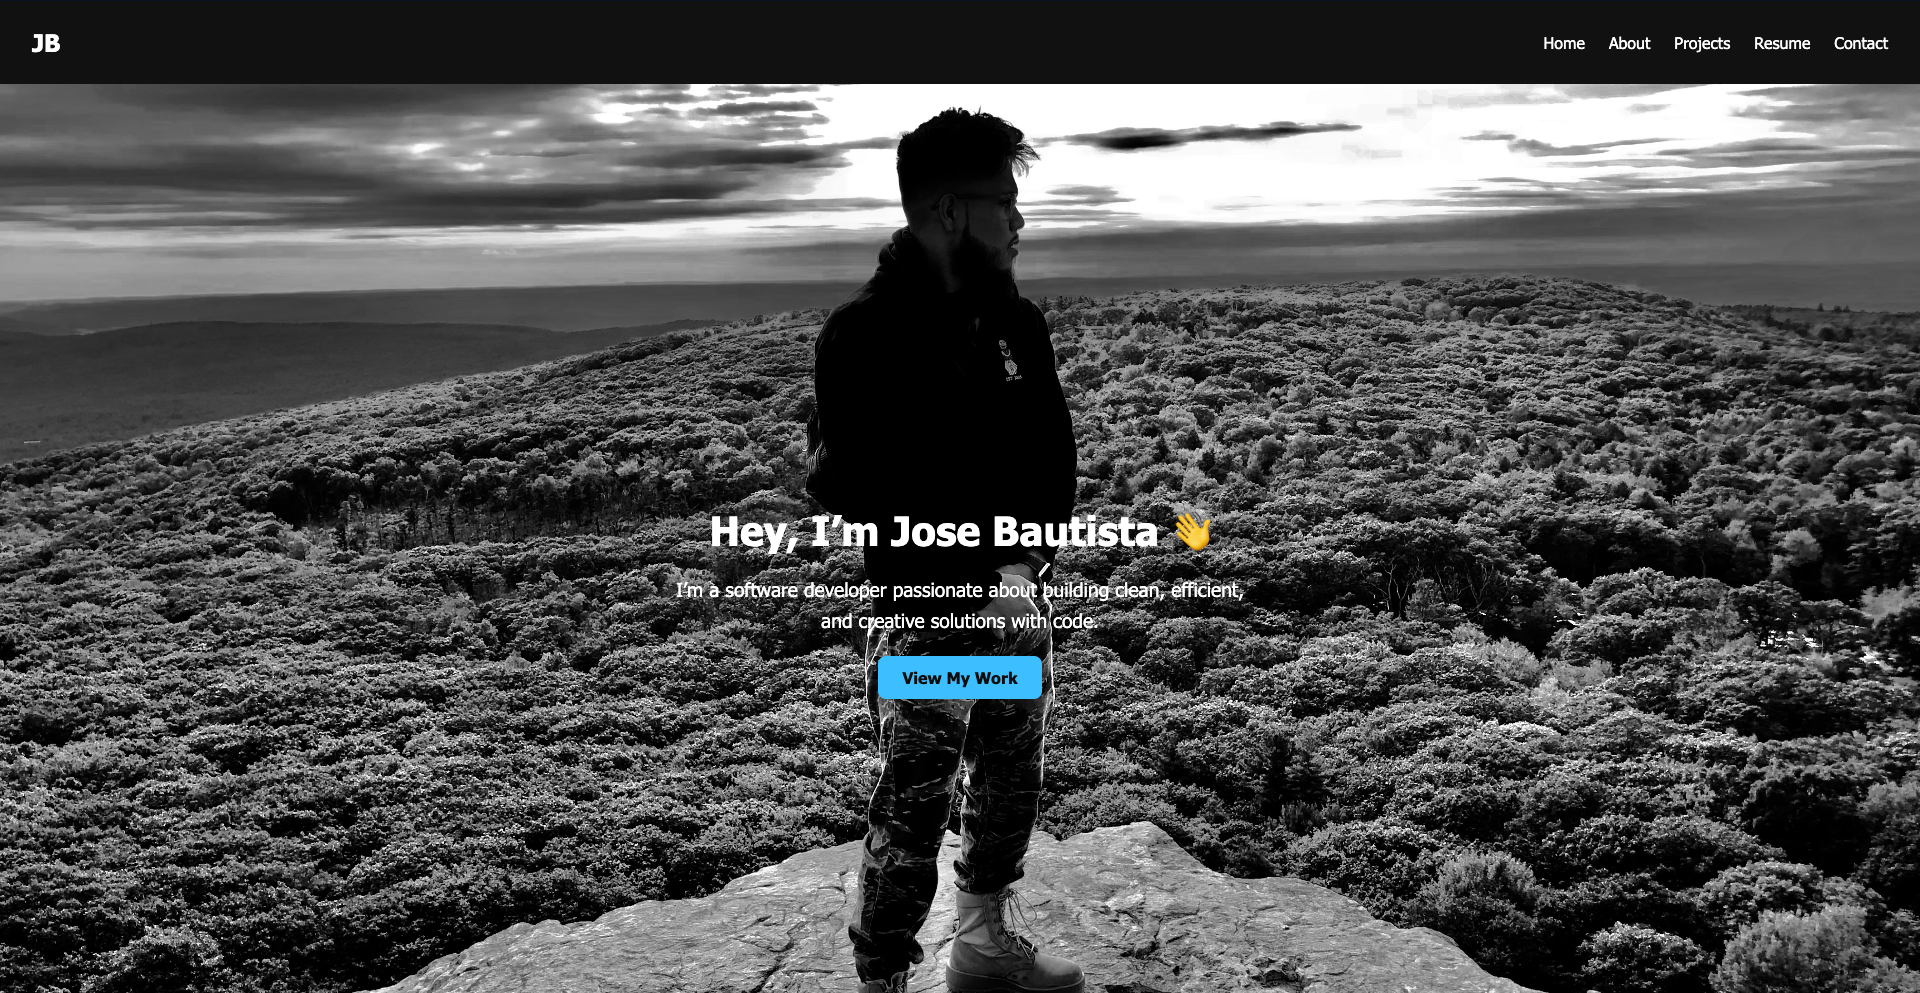 JB
Home About Projects Resume Contact
Hey, I’m Jose Bautista 👋
I’m a software developer passionate about building clean, efficient,
and creative solutions with code.
View My Work